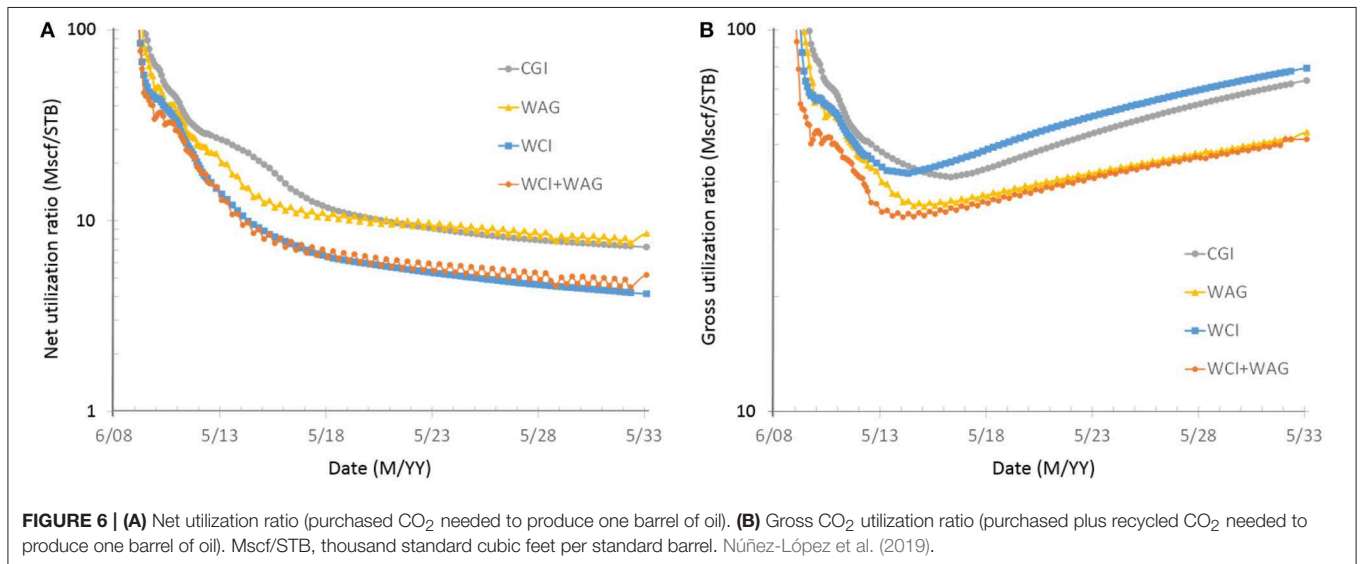 A
100
10
1
Net utilization ratio (Mscf/STB)
CGI
WAG
WCI
WCI+WAG
6/08 5/13 5/18 5/23 5/28 5/33
Date (M/YY)
B
100
10
Gross utilization ratio (Mscf/STB)
CGI
WAG
WCI
WCI+WAG
6/08 5/13 5/18 5/23 5/28 5/33
Date (M/YY)
FIGURE 6 | (A) Net utilization ratio (purchased CO₂ needed to produce one barrel of oil). (B) Gross CO₂ utilization ratio (purchased plus recycled CO₂ needed to
produce one barrel of oil). Mscf/STB, thousand standard cubic feet per standard barrel. Núñez-López et al. (2019).